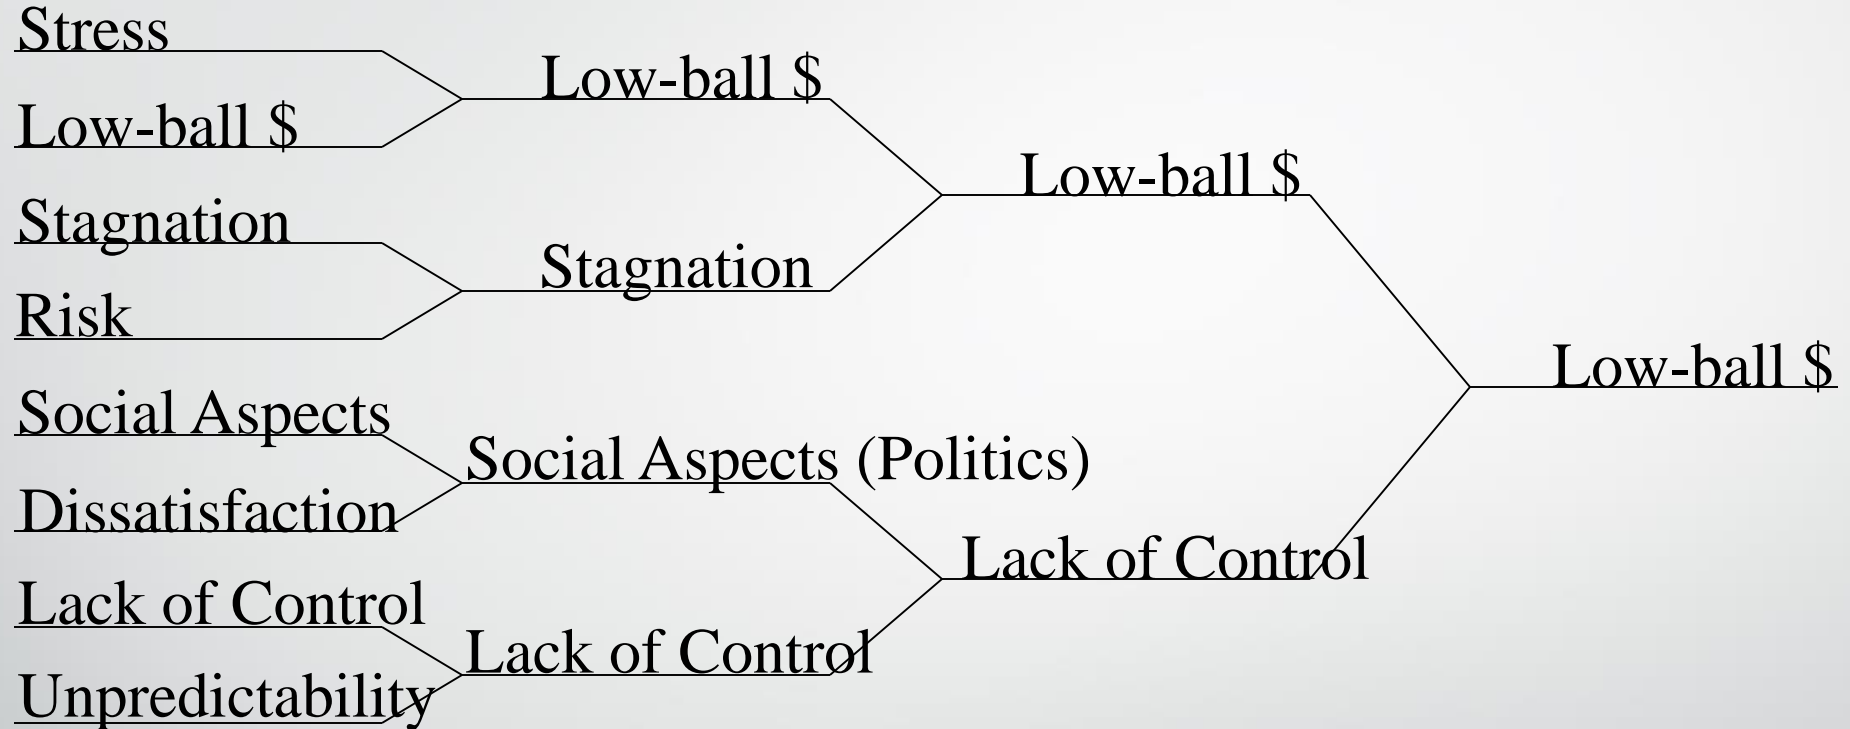 Stress
Low-ball $
Stagnation
Risk
Social Aspects
Dissatisfaction
Lack of Control
Unpredictability
Low-ball $
Stagnation
Social Aspects (Politics)
Lack of Control
Low-ball $
Lack of Control
Low-ball $